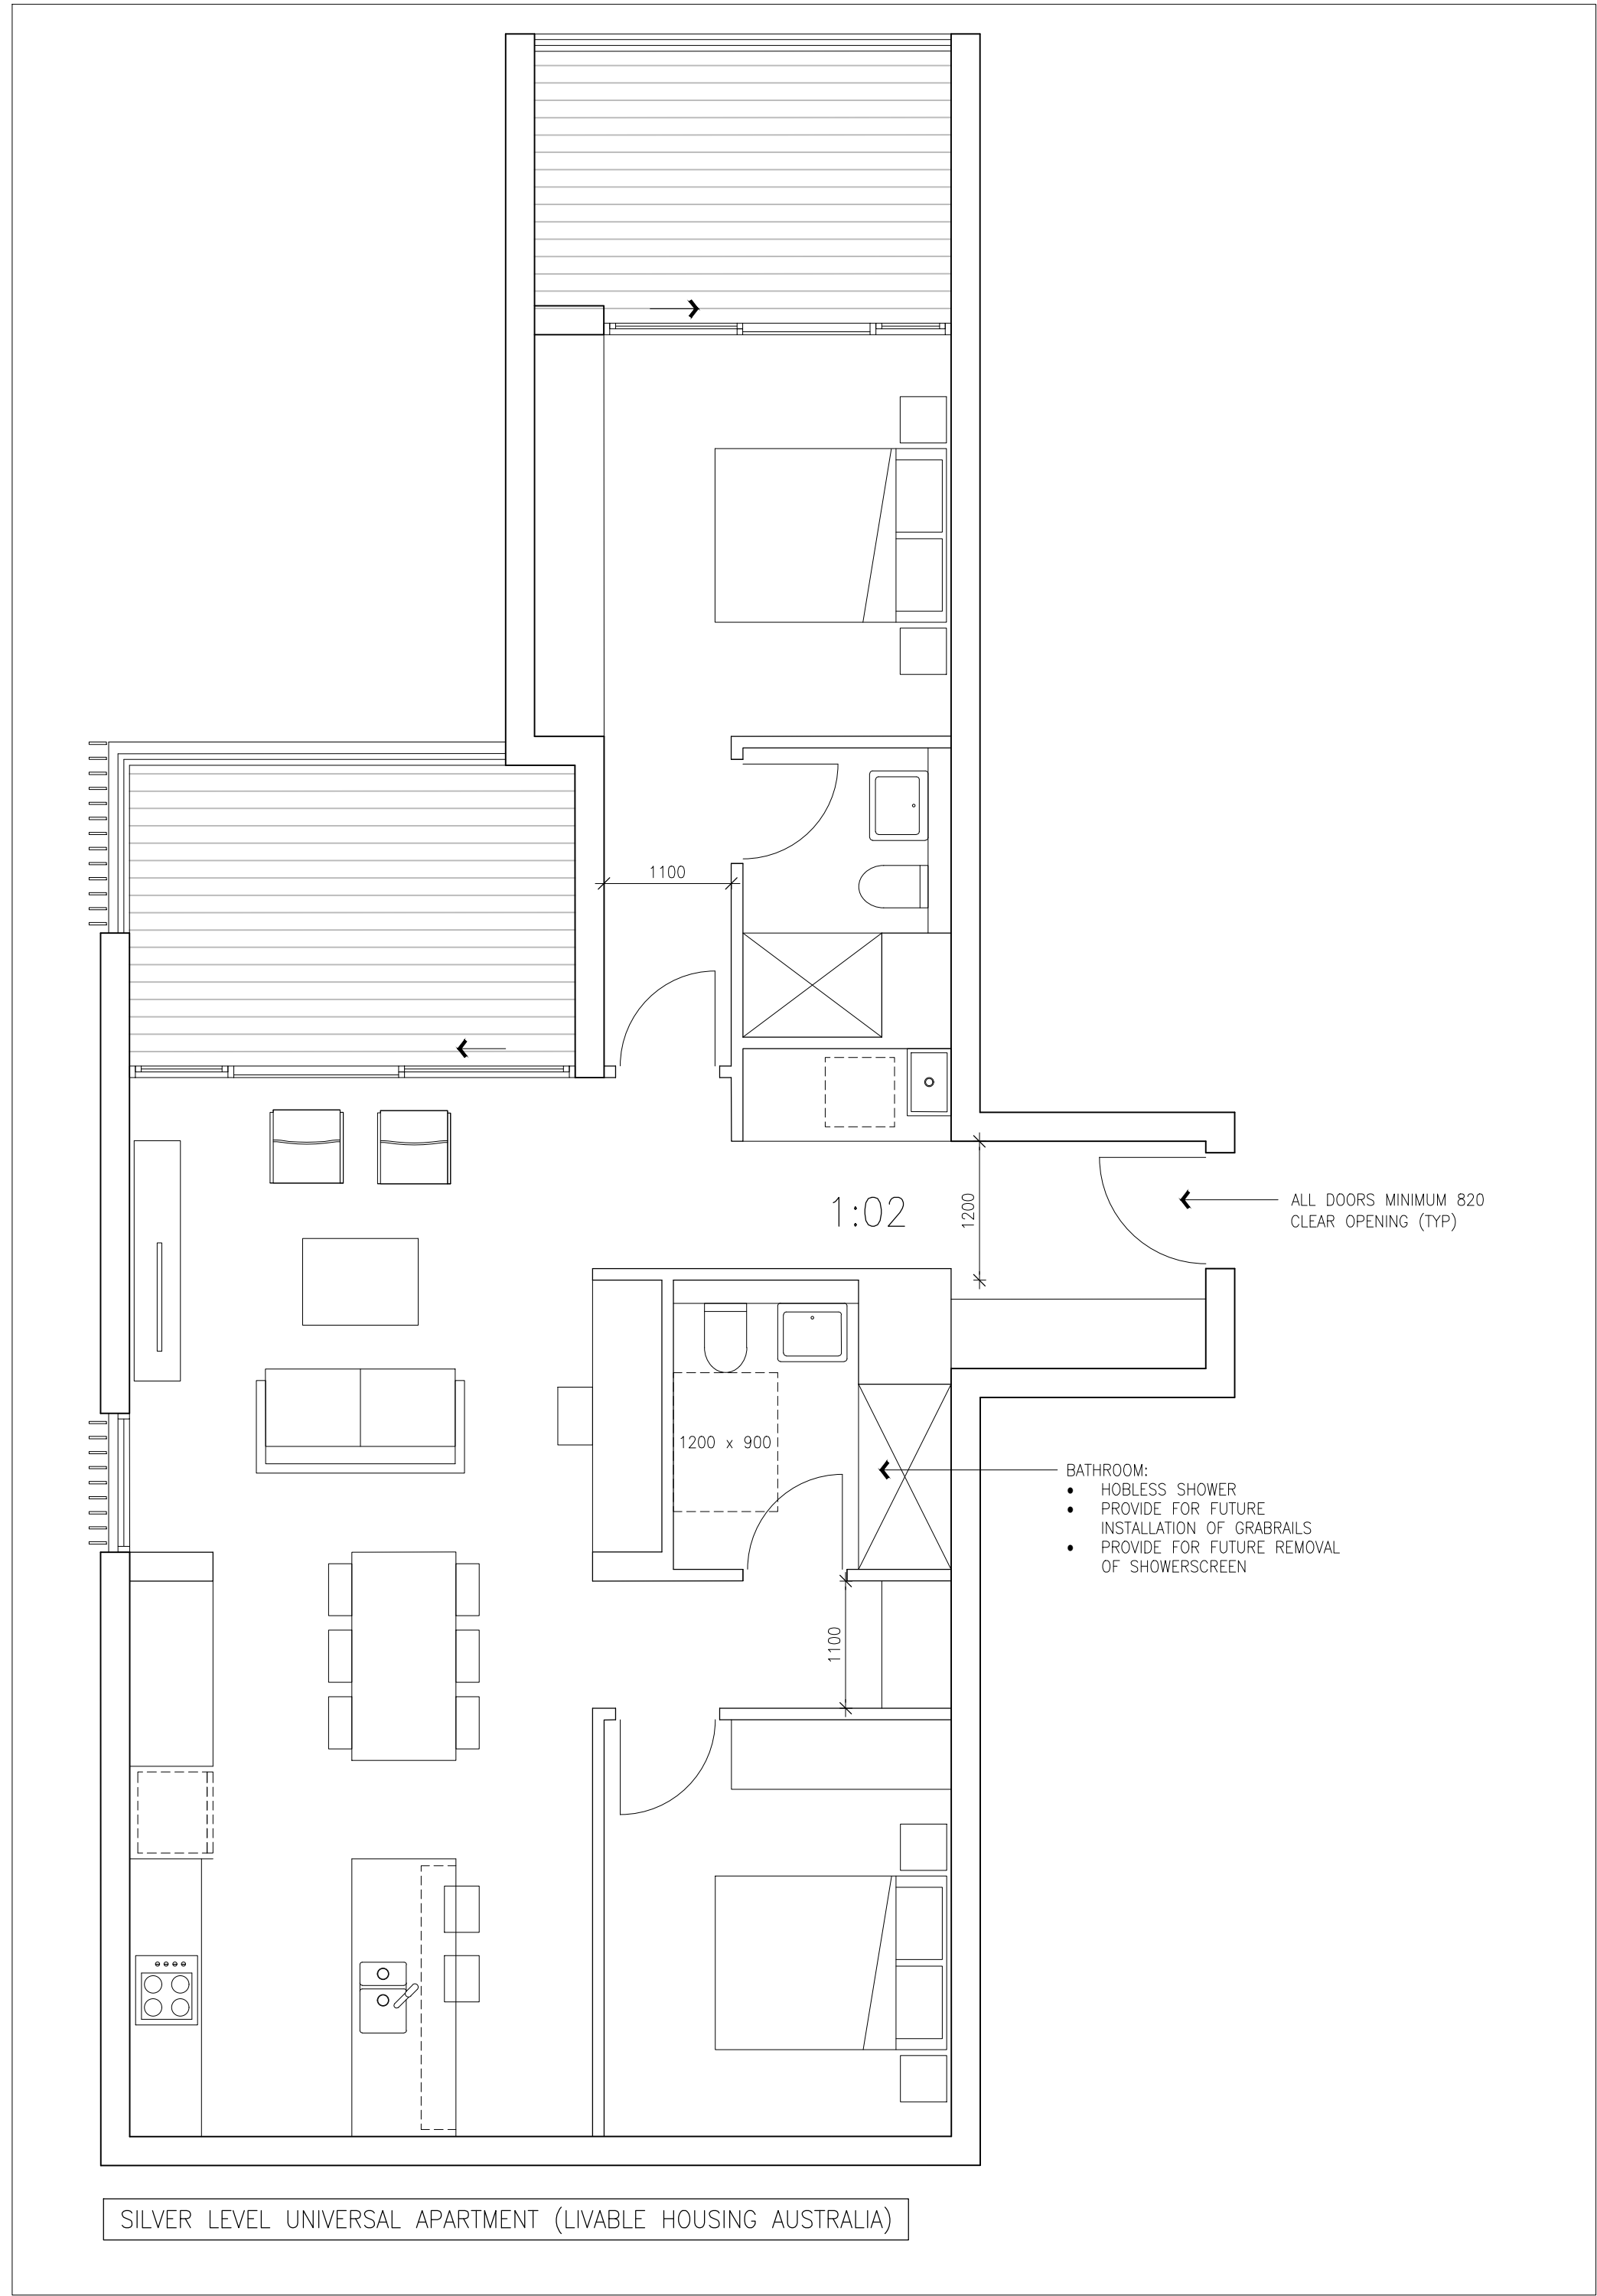 1100
1:02
1200
ALL DOORS MINIMUM 820
CLEAR OPENING (TYP)
1200 x 900
BATHROOM:
• HOBLESS SHOWER
• PROVIDE FOR FUTURE
INSTALLATION OF GRABRAILS
• PROVIDE FOR FUTURE REMOVAL
OF SHOWERSCREEN
1100
SILVER LEVEL UNIVERSAL APARTMENT (LIVABLE HOUSING AUSTRALIA)